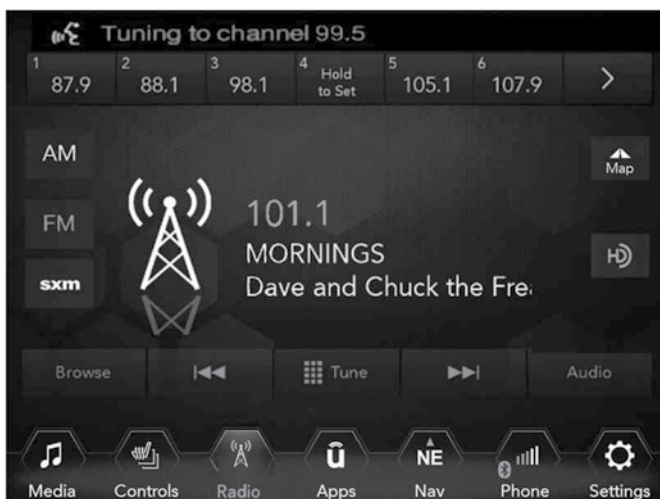 Tuning to channel 99.5
1 87.9 2 88.1 3 98.1 4 Hold to Set 5 105.1 6 107.9
AM
Map
FM
101.1
MORNINGS
HD
sxm
Dave and Chuck the Frea
Browse Tune Audio
ū NE
Media Controls Radio Apps Nav Phone Settings